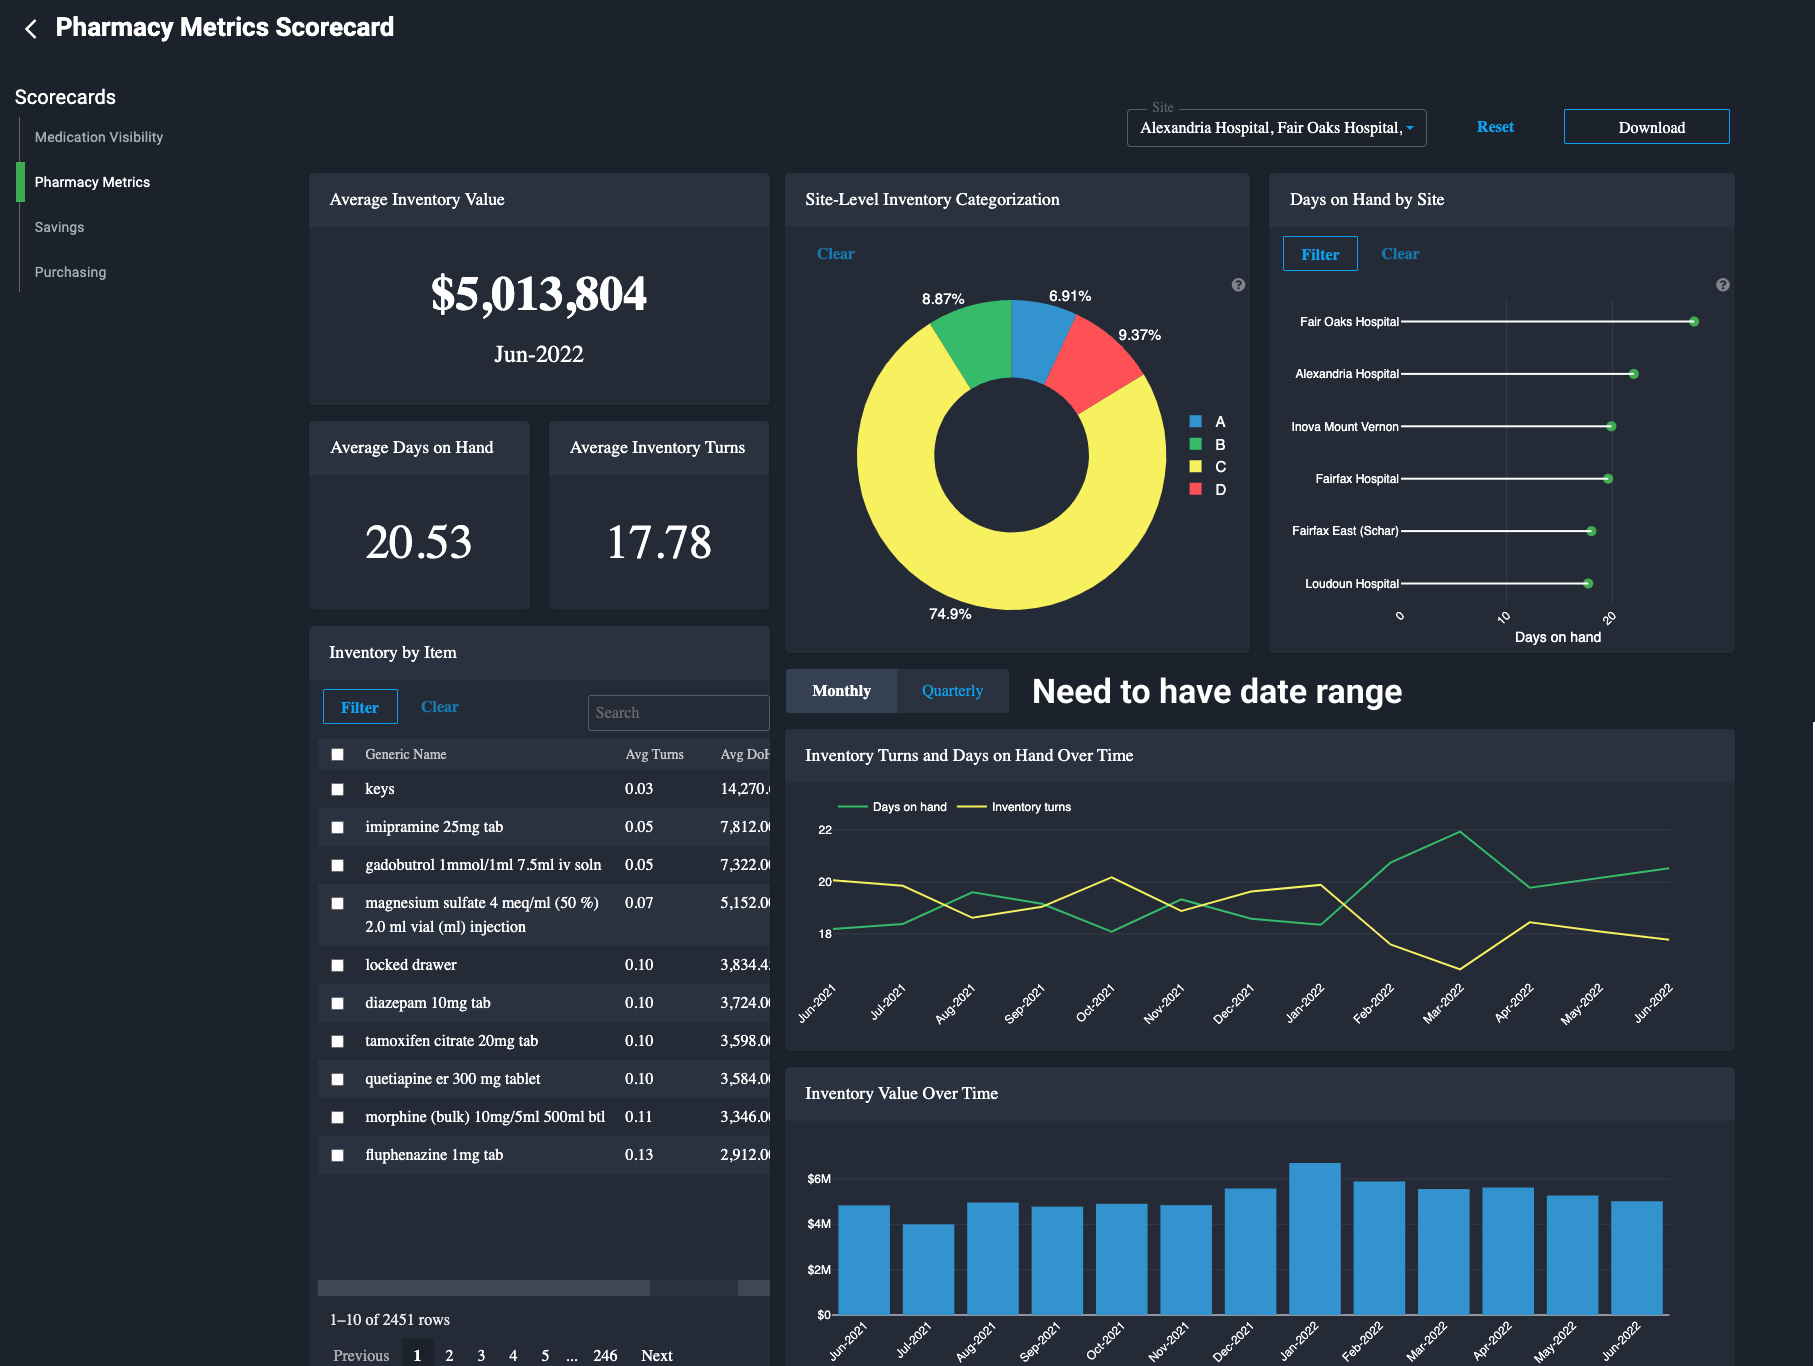 Pharmacy Metrics Scorecard
Scorecards
Medication Visibility
Pharmacy Metrics
Savings
Purchasing
Site
Alexandria Hospital, Fair Oaks Hospital,
Reset
Download
Average Inventory Value
$5,013,804
Jun-2022
Average Days on Hand
20.53
Average Inventory Turns
17.78
Site-Level Inventory Categorization
Clear
?
8.87%
6.91%
9.37%
74.9%
A
B
C
D
Days on Hand by Site
Filter
Clear
?
Fair Oaks Hospital
Alexandria Hospital
Inova Mount Vernon
Fairfax Hospital
Fairfax East (Schar)
Loudoun Hospital
0
10
20
Days on hand
Inventory by Item
Filter
Clear
Search
Generic Name Avg Turns Avg DoH
keys 0.03 14,270.
imipramine 25mg tab 0.05 7,812.00
gadobutrol 1mmol/1ml 7.5ml iv soln 0.05 7,322.00
magnesium sulfate 4 meq/ml (50 %) 0.07 5,152.00
2.0 ml vial (ml) injection
locked drawer 0.10 3,834.4
diazepam 10mg tab 0.10 3,724.00
tamoxifen citrate 20mg tab 0.10 3,598.00
quetiapine er 300 mg tablet 0.10 3,584.00
morphine (bulk) 10mg/5ml 500ml btl 0.11 3,346.00
fluphenazine 1mg tab 0.13 2,912.00
1–10 of 2451 rows
Previous 1 2 3 4 5 ... 246 Next
Monthly
Quarterly
Need to have date range
Inventory Turns and Days on Hand Over Time
Days on hand
Inventory turns
22
20
18
Jun-2021
Jul-2021
Aug-2021
Sep-2021
Oct-2021
Nov-2021
Dec-2021
Jan-2022
Feb-2022
Mar-2022
Apr-2022
May-2022
Jun-2022
Inventory Value Over Time
$6M
$4M
$2M
$0
Jun-2021
Jul-2021
Aug-2021
Sep-2021
Oct-2021
Nov-2021
Dec-2021
Jan-2022
Feb-2022
Mar-2022
Apr-2022
May-2022
Jun-2022